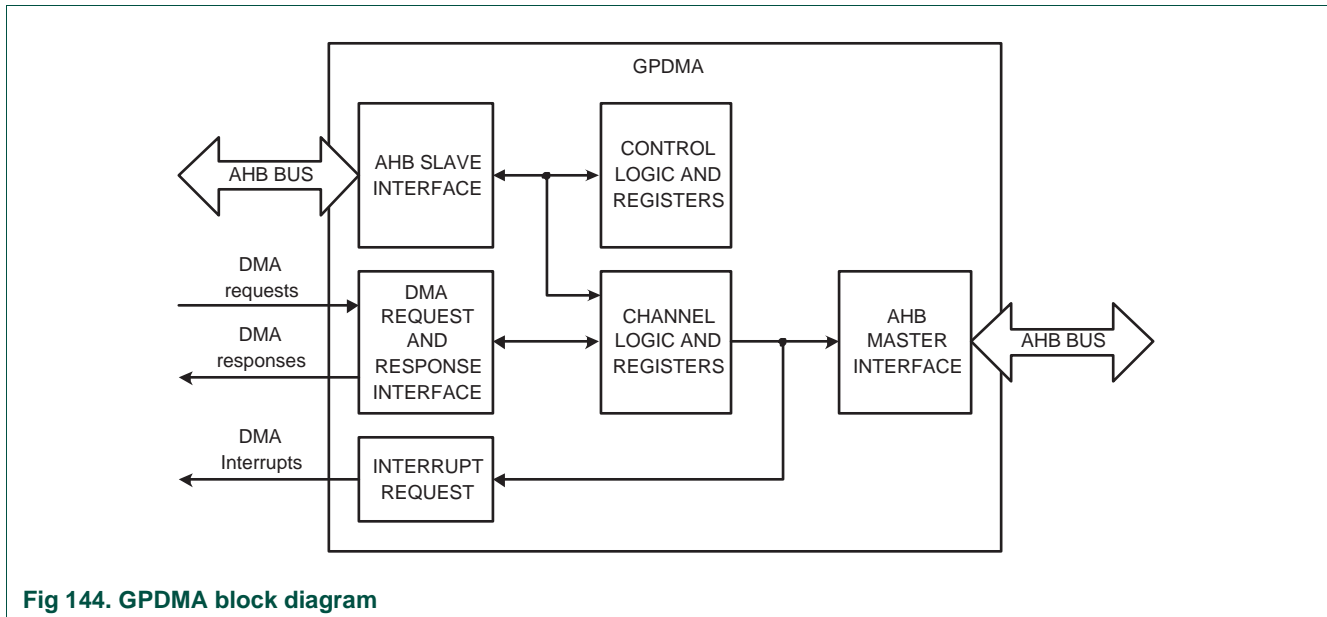 GPDMA
AHB BUS
AHB SLAVE
INTERFACE
CONTROL
LOGIC AND
REGISTERS
DMA
requests
DMA
responses
DMA
REQUEST
AND
RESPONSE
INTERFACE
CHANNEL
LOGIC AND
REGISTERS
AHB
MASTER
INTERFACE
AHB BUS
DMA
Interrupts
INTERRUPT
REQUEST
Fig 144. GPDMA block diagram